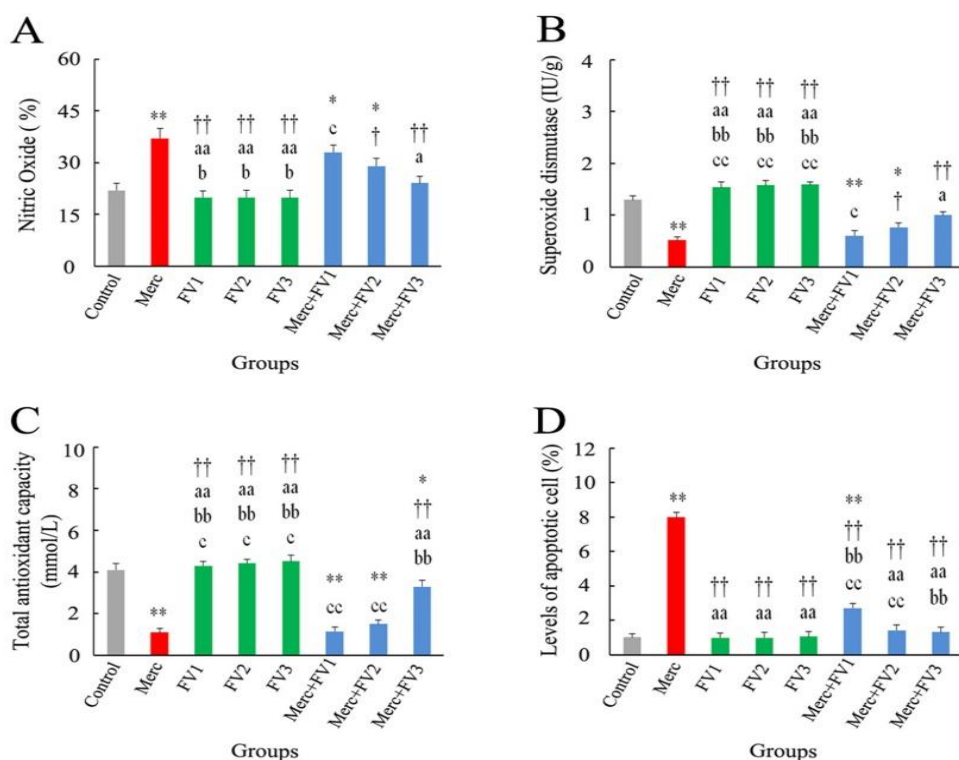 A
Nitric Oxide ( %)
60
45
30
15
0
**
††
aa
b
††
aa
b
††
aa
b
*
c
*
†
††
a
Control
Merc
FV1
FV2
FV3
Merc+FV1
Merc+FV2
Merc+FV3
Groups
B
Superoxide dismutase (IU/g)
4
3
2
1
0
**
††
aa
bb
cc
††
aa
bb
cc
††
aa
bb
cc
**
c
*
†
††
a
Control
Merc
FV1
FV2
FV3
Merc+FV1
Merc+FV2
Merc+FV3
Groups
C
Total antioxidant capacity
(mmol/L)
10
8
6
4
2
0
**
††
aa
bb
c
††
aa
bb
c
††
aa
bb
c
**
cc
**
cc
*
††
aa
bb
Control
Merc
FV1
FV2
FV3
Merc+FV1
Merc+FV2
Merc+FV3
Groups
D
Levels of apoptotic cell (%)
12
8
6
4
2
0
**
††
aa
††
aa
††
aa
**
††
bb
cc
††
aa
cc
††
aa
bb
Control
Merc
FV1
FV2
FV3
Merc+FV1
Merc+FV2
Merc+FV3
Groups